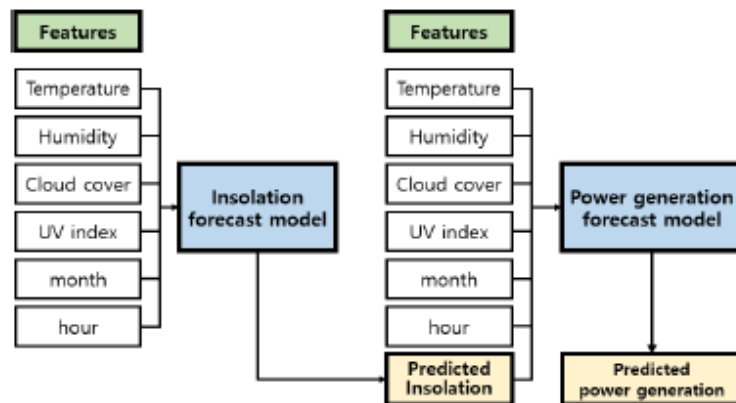 Features
Temperature
Humidity
Cloud cover
UV index
month
hour
Insolation
forecast model
Features
Temperature
Humidity
Cloud cover
UV index
month
hour
Predicted
Insolation
Power generation
forecast model
Predicted
power generation